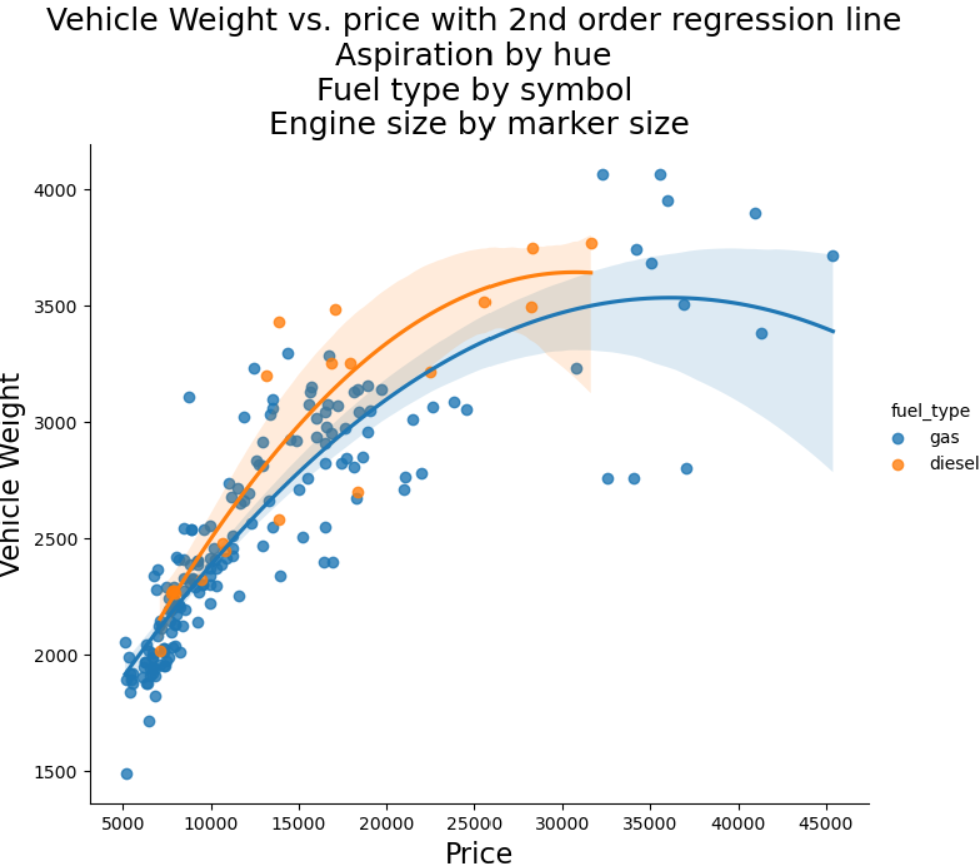 Vehicle Weight vs. price with 2nd order regression line
Aspiration by hue
Fuel type by symbol
Engine size by marker size
4000
3500
3000
2500
2000
1500
Vehicle Weight
fuel_type
gas
diesel
5000 10000 15000 20000 25000 30000 35000 40000 45000
Price